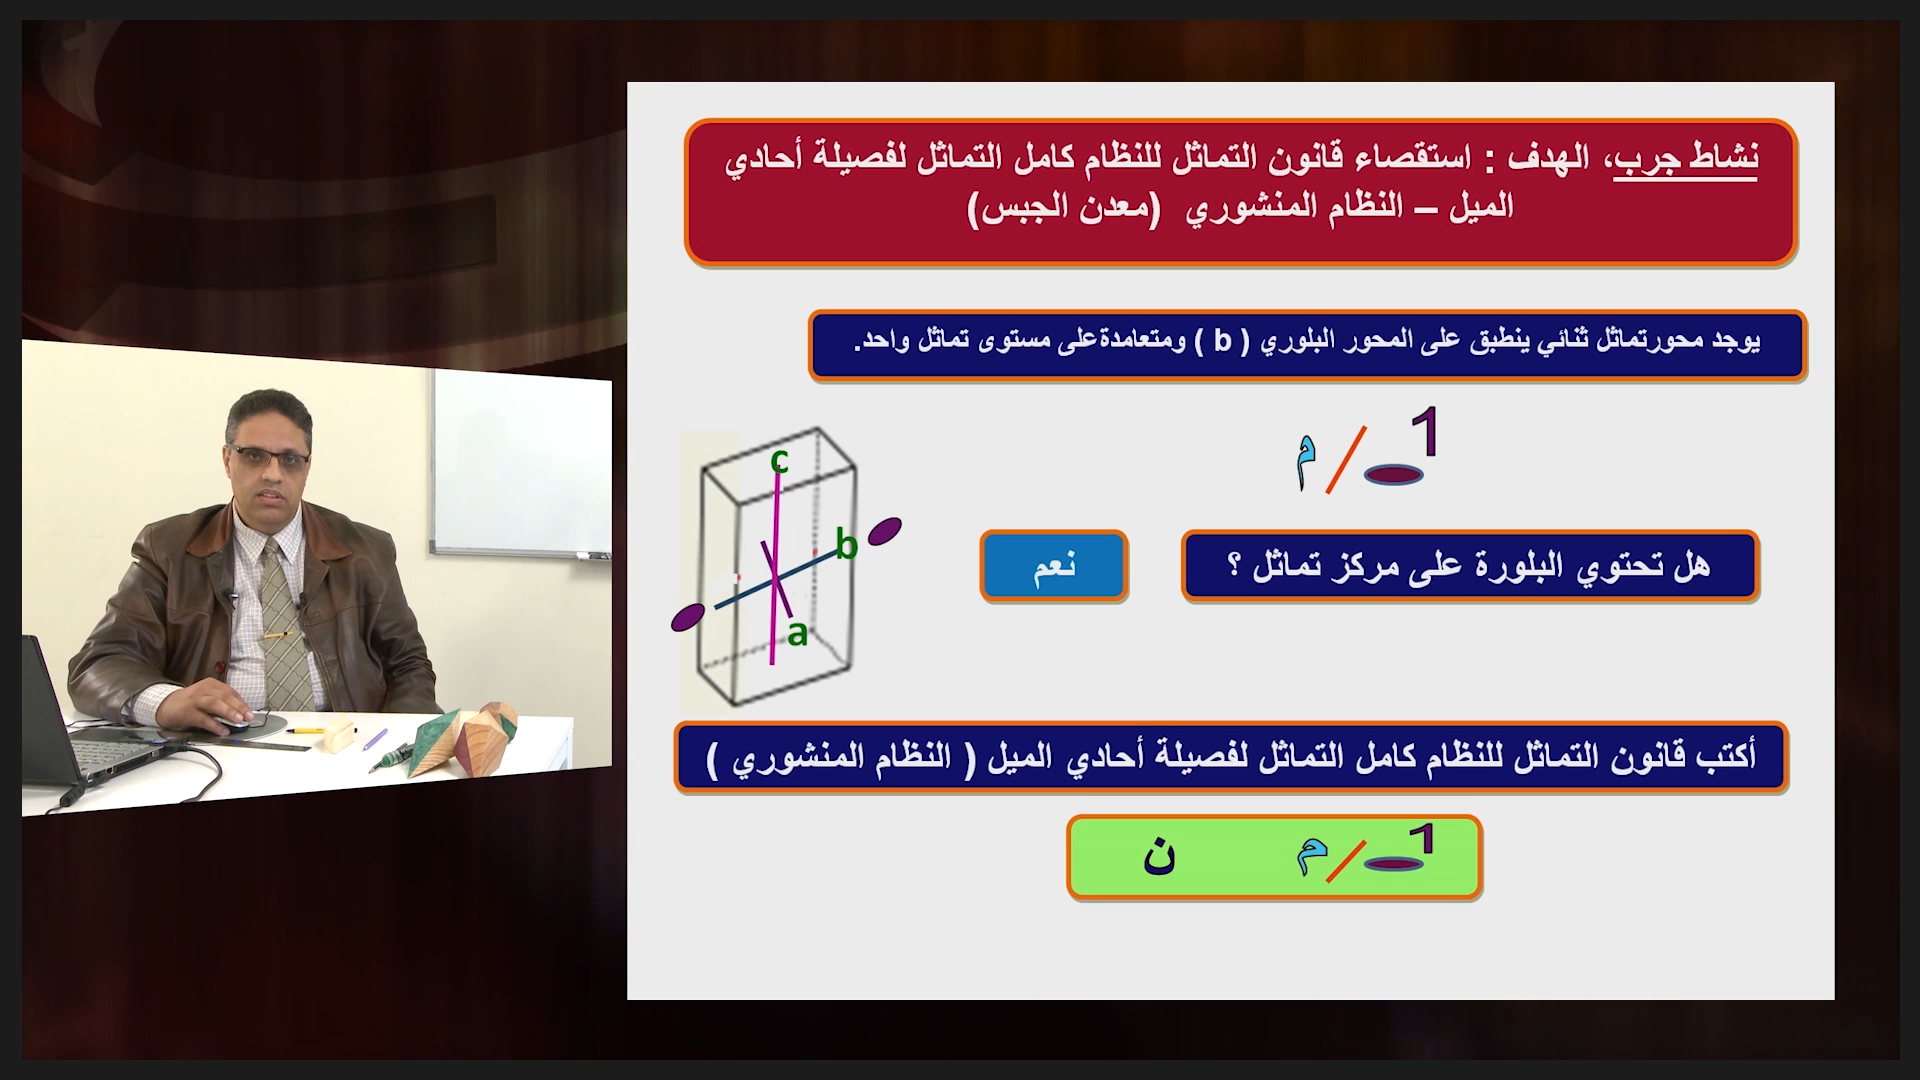 نشاط جرب، الهدف : استقصاء قانون التماثل للنظام كامل التماثل لفصيلة أحادي
الميل – النظام المنشوري (معدن الجبس)
يوجد محورتماثل ثنائي ينطبق على المحور البلوري ( b ) ومتعامدةعلى مستوى تماثل واحد.
1 / م
c
b
a
هل تحتوي البلورة على مركز تماثل ؟
نعم
أكتب قانون التماثل للنظام كامل التماثل لفصيلة أحادي الميل ( النظام المنشوري )
1 / م ن